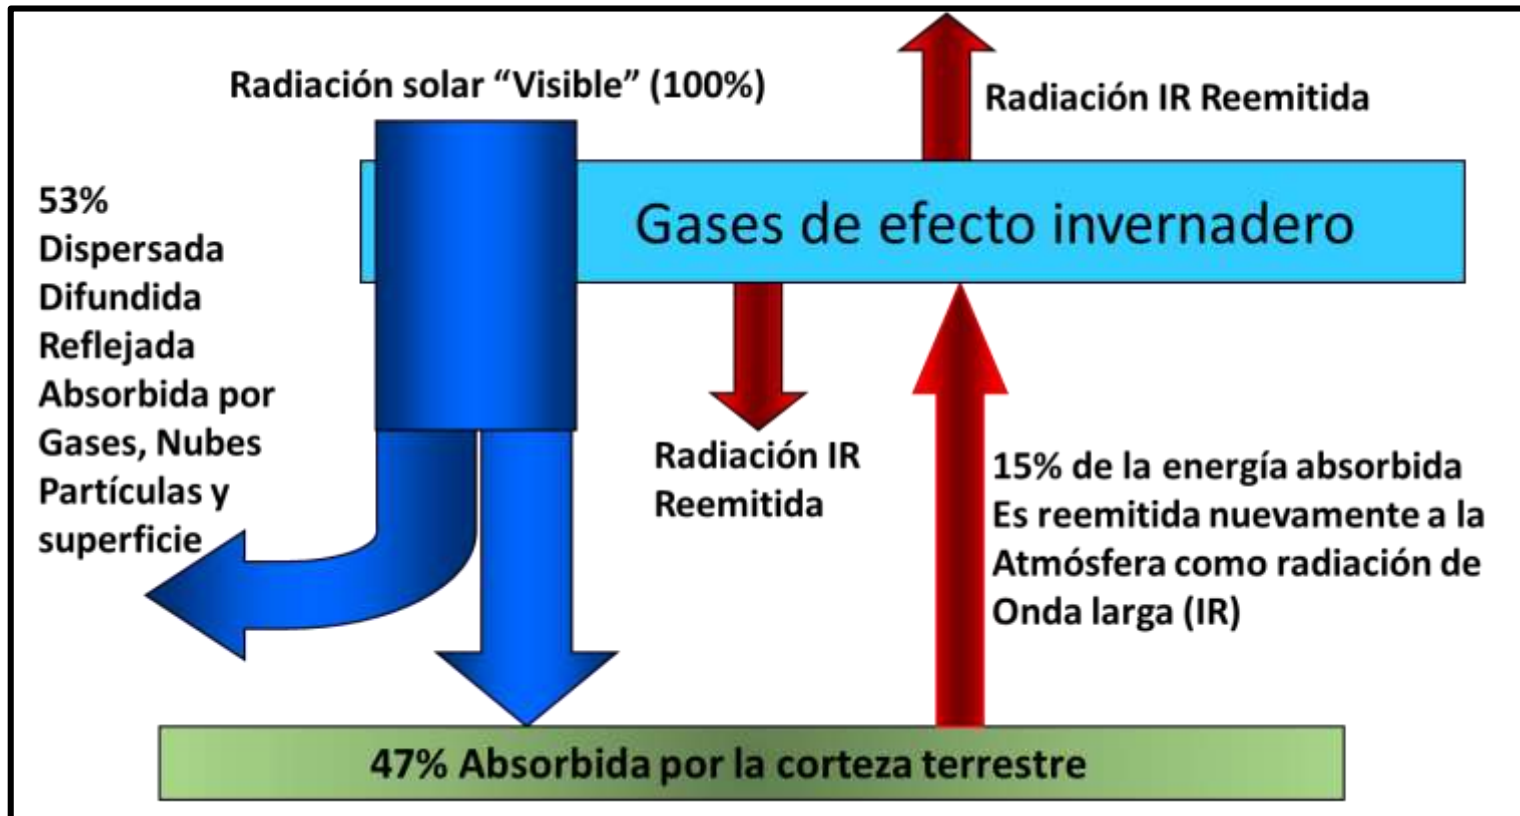 Radiación solar “Visible” (100%)
Radiación IR Reemitida
53%
Dispersada
Difundida
Reflejada
Absorbida por
Gases, Nubes
Partículas y
superficie
Gases de efecto invernadero
Radiación IR
Reemitida
15% de la energía absorbida
Es reemitida nuevamente a la
Atmósfera como radiación de
Onda larga (IR)
47% Absorbida por la corteza terrestre